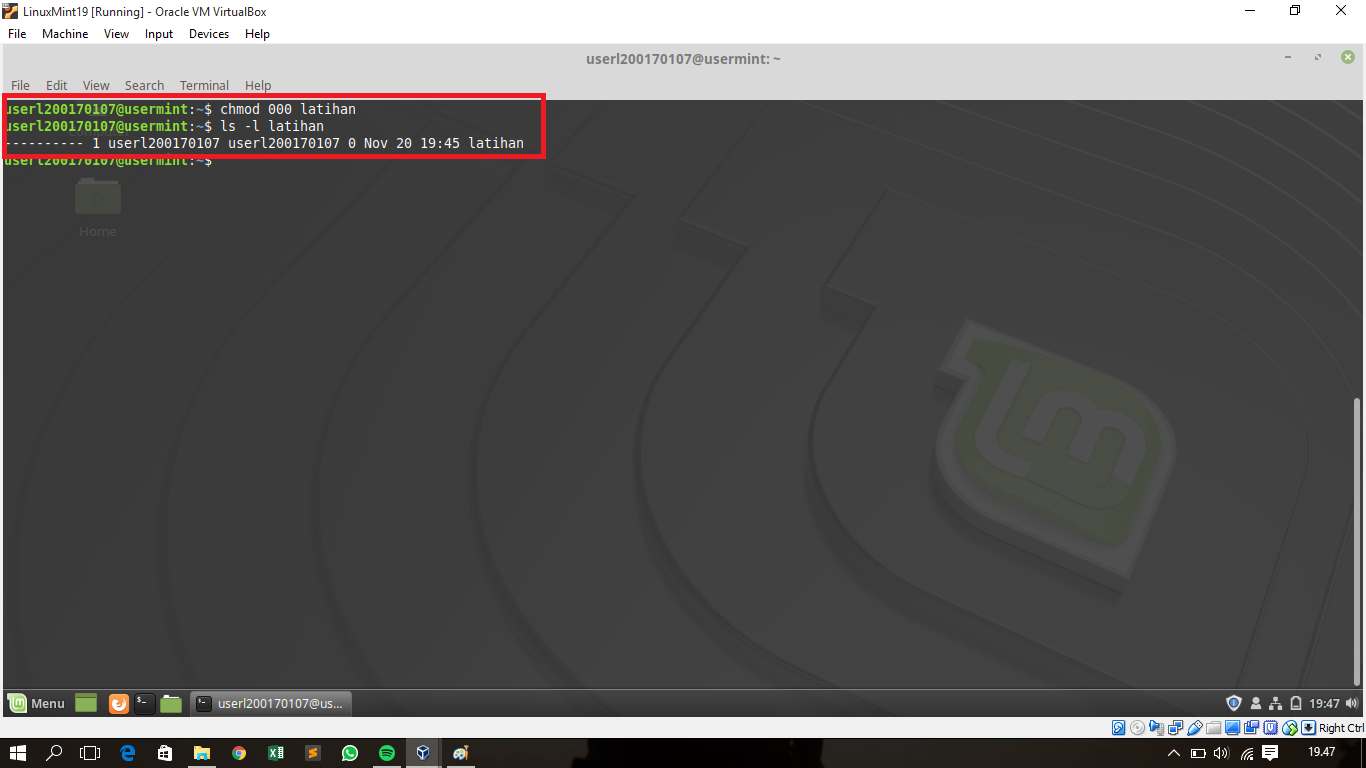 LinuxMint19 [Running] - Oracle VM VirtualBox
File Machine View Input Devices Help
userl200170107@usermint: ~
File Edit View Search Terminal Help
userl200170107@usermint:~$ chmod 000 latihan
userl200170107@usermint:~$ ls -l latihan
---------- 1 userl200170107 userl200170107 0 Nov 20 19:45 latihan
userl200170107@usermint:~$
Home
Menu
userl200170107@us...
19:47
Right Ctrl
19.47